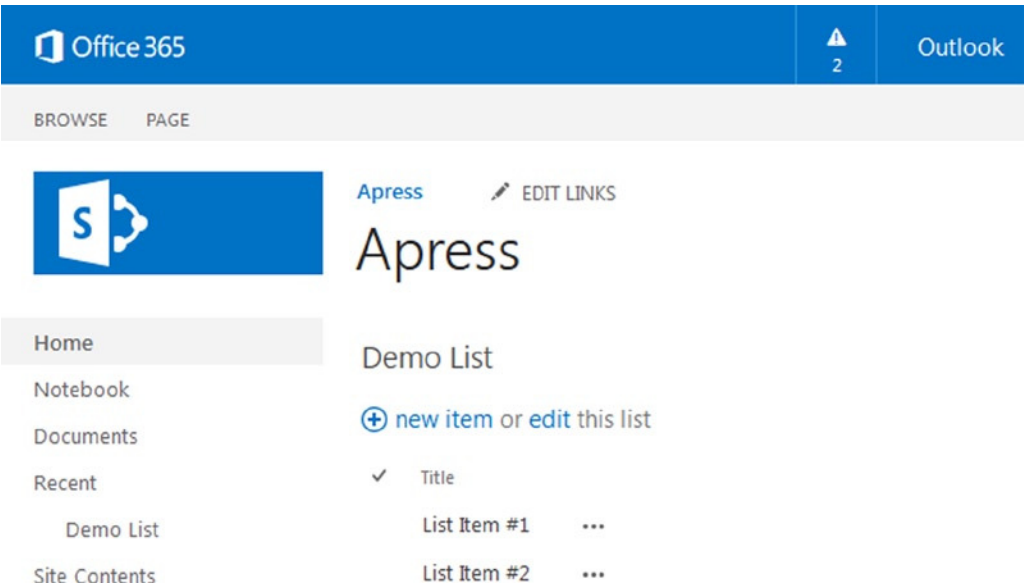 Office 365
2
Outlook
BROWSE PAGE
S
Apress EDIT LINKS
Apress
Home
Notebook
Documents
Recent
Demo List
Site Contents
Demo List
new item or edit this list
Title
List Item #1 •••
List Item #2 •••